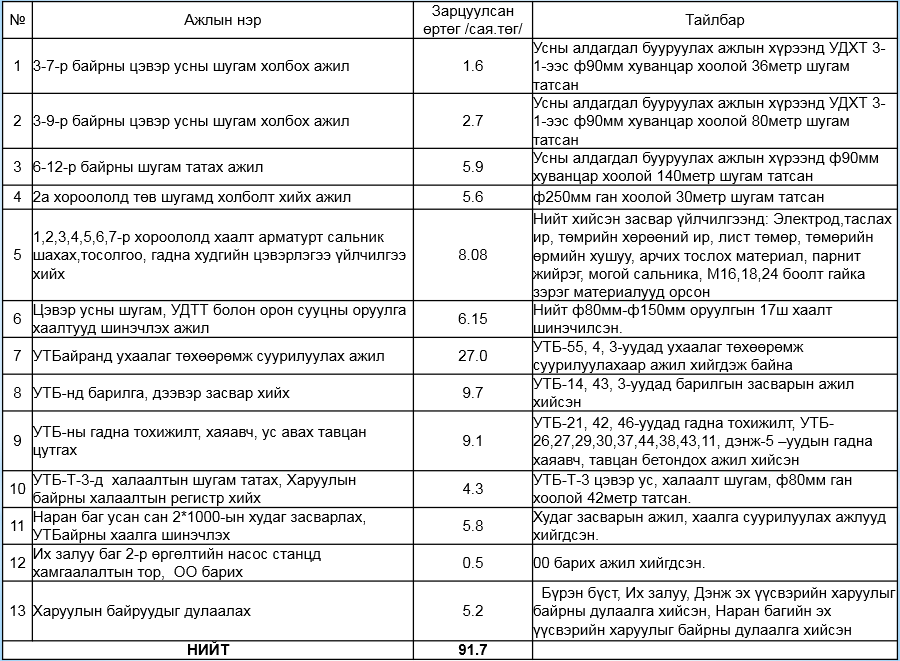 № Ажлын нэр Зарцуулсан өртөг /сая.төг/ Тайлбар
1 3-7-р байрны цэвэр усны шугам холбох ажил 1.6 Усны алдагдал бууруулах ажлын хүрээнд УДХТ 3-
1-ээс ф90мм хуванцар хоолой 36метр шугам
татсан
2 3-9-р байрны цэвэр усны шугам холбох ажил 2.7 Усны алдагдал бууруулах ажлын хүрээнд УДХТ 3-
1-ээс ф90мм хуванцар хоолой 80метр шугам
татсан
3 6-12-р байрны шугам татах ажил 5.9 Усны алдагдал бууруулах ажлын хүрээнд ф90мм
хуванцар хоолой 140метр шугам татсан
4 2а хороололд төв шугамд холболт хийх ажил 5.6 ф250мм ган хоолой 30метр шугам татсан
5 1,2,3,4,5,6,7-р хороололд хаалт арматурт сальник
шахах,тосолгоо, гадна худгийн цэвэрлэгээ үйлчилгээ
хийх 8.08 Нийт хийсэн засвар үйлчилгээнд: Электрод,таслах
ир, төмрийн хөрөөний ир, лист төмөр, төмөрийн
өрмийн хушуу, арчих тослох материал, парнит
жийрэг, могой сальника, М16,18,24 боолт гайка
зэрэг материалууд орсон
6 Цэвэр усны шугам, УДТТ болон орон сууцны оруулга
хаалтууд шинэчлэх ажил 6.15 Нийт ф80мм-ф150мм оруулгын 17ш хаалт
шинэчилсэн.
7 УТБайранд ухаалаг төхөөрөмж суурилуулах ажил 27.0 УТБ-55, 4, 3-уудад ухаалаг төхөөрөмж
суурилуулахаар ажил хийгдэж байна
8 УТБ-нд барилга, дээвэр засвар хийх 9.7 УТБ-14, 43, 3-уудад барилгын засварын ажил
хийсэн
9 УТБ-ны гадна тохижилт, хаяавч, ус авах тавцан
цутгах 9.1 УТБ-21, 42, 46-уудад гадна тохижилт, УТБ-
26,27,29,30,37,44,38,43,11, дэнж-5 –уудын гадна
хаяавч, тавцан бетондох ажил хийсэн
10 УТБ-Т-3-д халаалтын шугам татах, Харуулын
байрны халаалтын регистр хийх 4.3 УТБ-Т-3 цэвэр ус, халаалт шугам, ф80мм ган
хоолой 42метр татсан.
11 Наран баг усан сан 2*1000-ын худаг засварлах,
УТБайрны хаалга шинэчлэх 5.8 Худаг засварын ажил, хаалга суурилуулах ажлууд
хийгдсэн.
12 Их залуу баг 2-р өргөлтийн насос станцд
хамгаалалтын тор, ОО барих 0.5 00 барих ажил хийгдсэн.
13 Харуулын байруудыг дулаалах 5.2 Бүрэн бүст, Их залуу, Дэнж эх үүсвэрийн харуулыг
байрны дулаалга хийсэн, Наран багийн эх
үүсвэрийн харуулыг байрны дулаалга хийсэн
НИЙТ 91.7